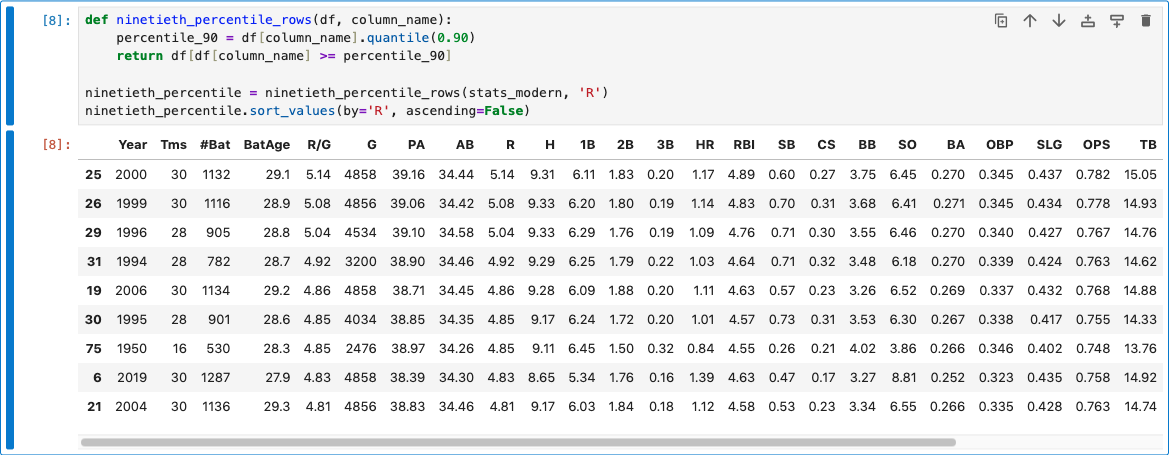 [8]: def ninetieth_percentile_rows(df, column_name):
    percentile_90 = df[column_name].quantile(0.90)
    return df[df[column_name] >= percentile_90]
ninetieth_percentile = ninetieth_percentile_rows(stats_modern, 'R')
ninetieth_percentile.sort_values(by='R', ascending=False)
[8]: Year Tms #Bat BatAge R/G G PA AB R H 1B 2B 3B HR RBI SB CS BB SO BA OBP SLG OPS TB
25 2000 30 1132 29.1 5.14 4858 39.16 34.44 5.14 9.31 6.11 1.83 0.20 1.17 4.89 0.60 0.27 3.75 6.45 0.270 0.345 0.437 0.782 15.05
26 1999 30 1116 28.9 5.08 4856 39.06 34.42 5.08 9.33 6.20 1.80 0.19 1.14 4.83 0.70 0.31 3.68 6.41 0.271 0.345 0.434 0.778 14.93
29 1996 28 905 28.8 5.04 4534 39.10 34.58 5.04 9.33 6.29 1.76 0.19 1.09 4.76 0.71 0.30 3.55 6.46 0.270 0.340 0.427 0.767 14.76
31 1994 28 782 28.7 4.92 3200 38.90 34.46 4.92 9.29 6.25 1.79 0.22 1.03 4.64 0.71 0.32 3.48 6.18 0.270 0.339 0.424 0.763 14.62
19 2006 30 1134 29.2 4.86 4858 38.71 34.45 4.86 9.28 6.09 1.88 0.20 1.11 4.63 0.57 0.23 3.26 6.52 0.269 0.337 0.432 0.768 14.88
30 1995 28 901 28.6 4.85 4034 38.85 34.35 4.85 9.17 6.24 1.72 0.20 1.01 4.57 0.73 0.31 3.53 6.30 0.267 0.338 0.417 0.755 14.33
75 1950 16 530 28.3 4.85 2476 38.97 34.26 4.85 9.11 6.45 1.50 0.32 0.84 4.55 0.26 0.21 4.02 3.86 0.266 0.346 0.402 0.748 13.76
6 2019 30 1287 27.9 4.83 4858 38.39 34.30 4.83 8.65 5.34 1.76 0.16 1.39 4.63 0.47 0.17 3.27 8.81 0.252 0.323 0.435 0.758 14.92
21 2004 30 1136 29.3 4.81 4856 38.83 34.46 4.81 9.17 6.03 1.84 0.18 1.12 4.58 0.53 0.23 3.34 6.55 0.266 0.335 0.428 0.763 14.74